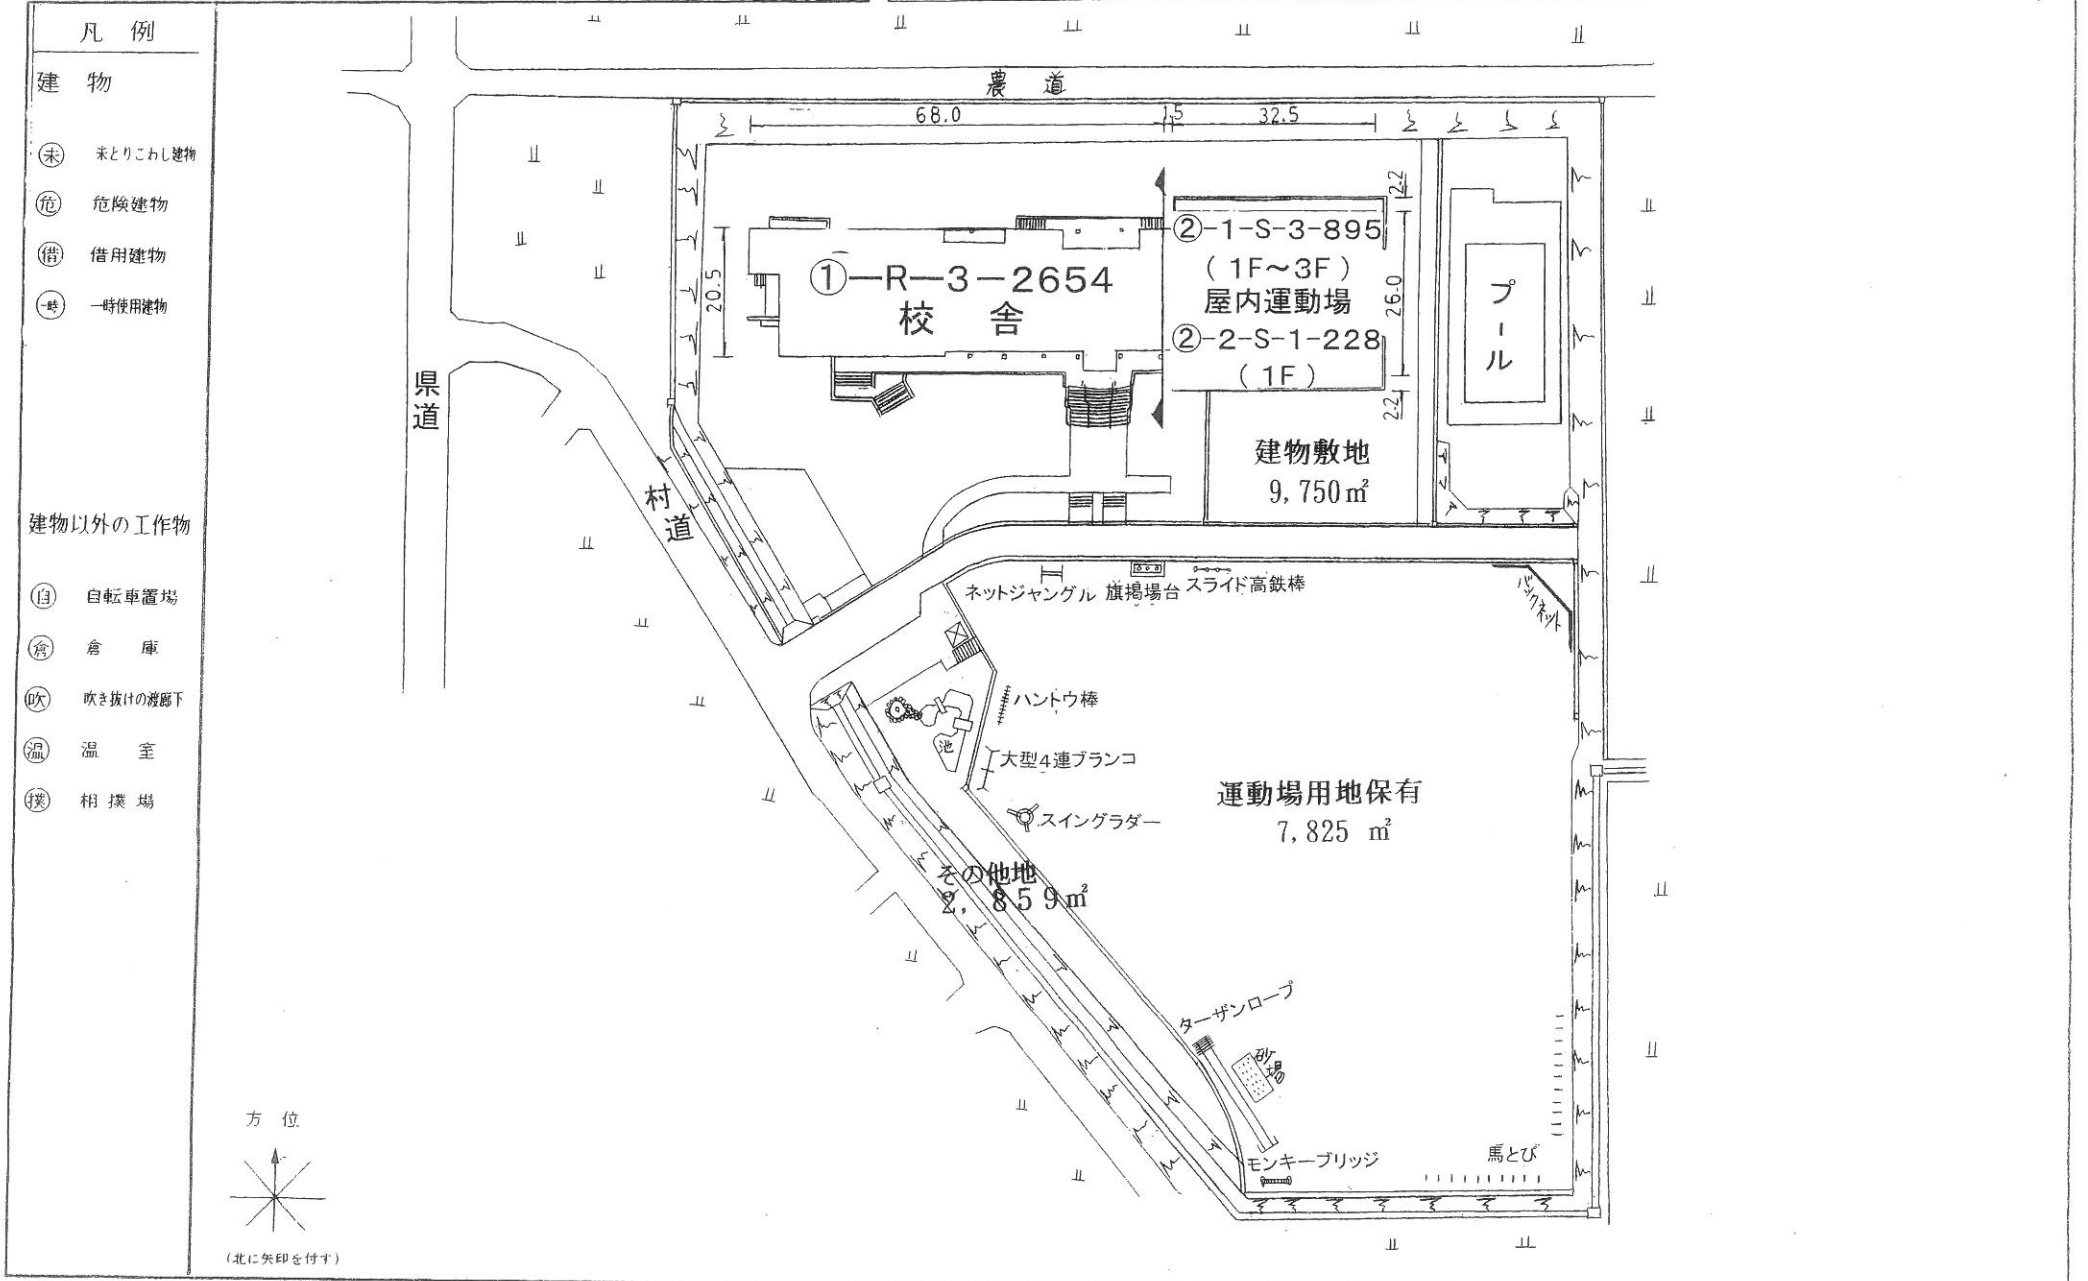 凡 例
建 物
未 未とりこわし建物
危 危険建物
借 借用建物
一時 一時使用建物
建物以外の工作物
自 自転車置場
倉 倉 庫
吹 吹き抜けの渡廊下
温 温 室
撲 相撲場
方 位
(北に矢印を付す)
農 道
68.0
1.5
32.5
県道
村道
20.5
①―R―3－2654
校 舎
2.2
②-1-S-3-895
(1F～3F)
屋内運動場
②-2-S-1-228
(1F)
26.0
2.2
プール
建物敷地
9,750㎡
ネットジャングル
旗掲場台
スライド高鉄棒
バックネット
ハントウ棒
池
大型4連ブランコ
スイングラダー
運動場用地保有
7,825 ㎡
その他地
2,859㎡
ターザンロープ
砂場
モンキーブリッジ
馬とび